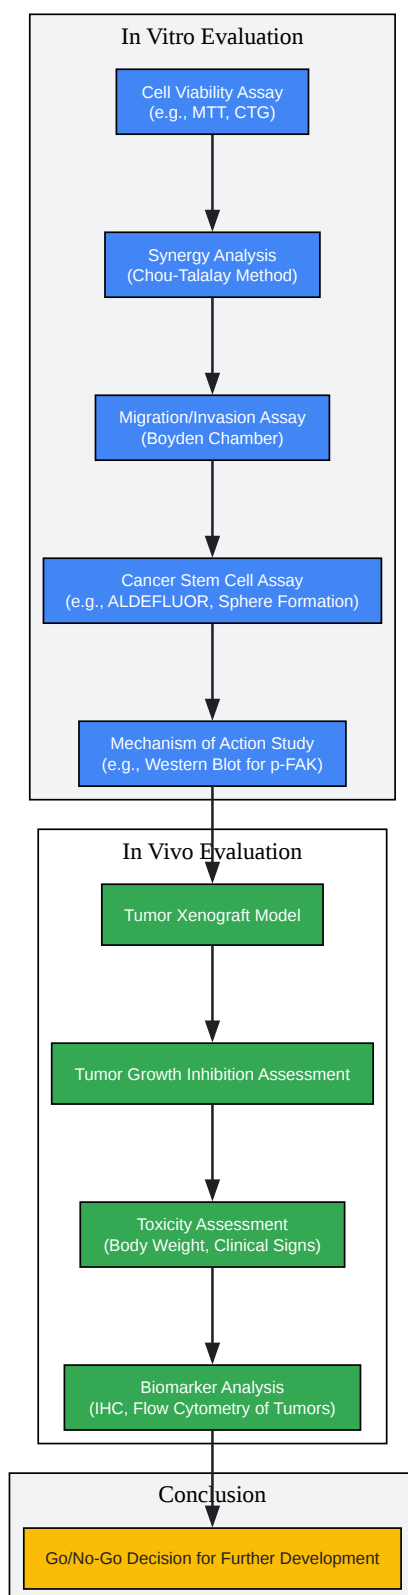 In Vitro Evaluation
Cell Viability Assay
(e.g., MTT, CTG)
Synergy Analysis
(Chou-Talalay Method)
Migration/Invasion Assay
(Boyden Chamber)
Cancer Stem Cell Assay
(e.g., ALDEFLUOR, Sphere Formation)
Mechanism of Action Study
(e.g., Western Blot for p-FAK)
In Vivo Evaluation
Tumor Xenograft Model
Tumor Growth Inhibition Assessment
Toxicity Assessment
(Body Weight, Clinical Signs)
Biomarker Analysis
(IHC, Flow Cytometry of Tumors)
Conclusion
Go/No-Go Decision for Further Development